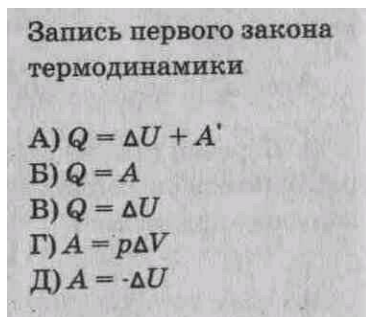 Запись первого закона
термодинамики
А) Q = ΔU + A'
Б) Q = A
В) Q = ΔU
Г) A = pΔV
Д) A = -ΔU